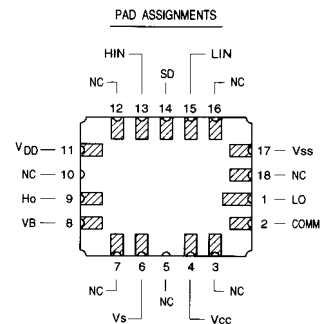 PAD ASSIGNMENTS
HIN LIN
NC SD NC
12 13 14 15 16
VDD 11 17 Vss
NC 10 18 NC
Ho 9 1 LO
VB 8 2 COMM
7 6 5 4 3
NC NC NC
Vs Vcc